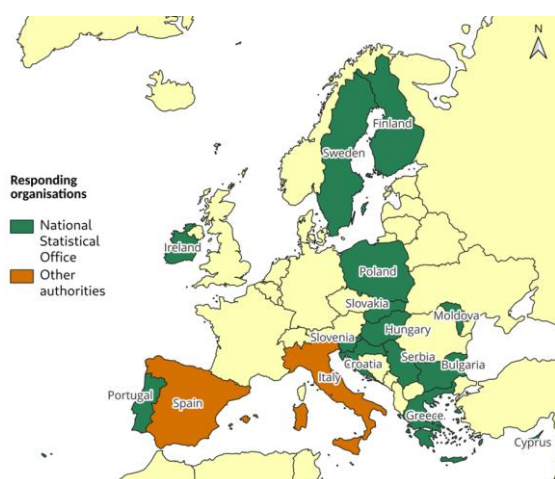 N
Finland
Sweden
Responding
organisations
National
Statistical
Office
Other
authorities
Ireland
Poland
Slovakia
Moldova
Slovenia
Hungary
Croatia
Serbia
Bulgaria
Italy
Portugal
Spain
Greece
Cyprus